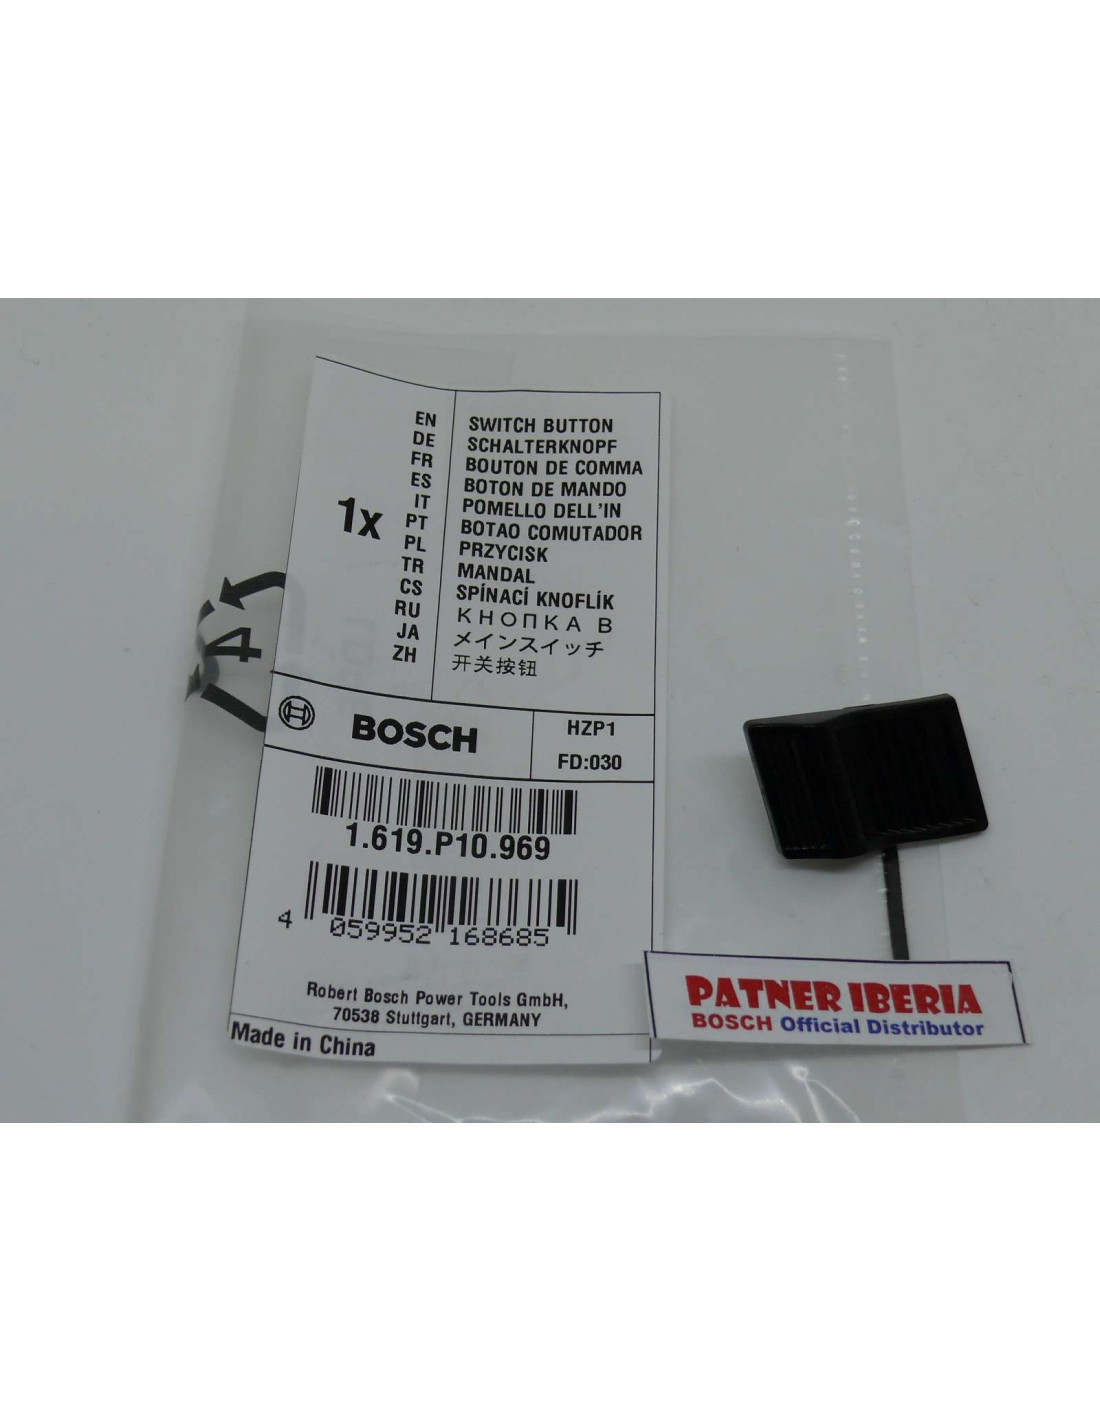 1x
EN SWITCH BUTTON
DE SCHALTERKNOPF
FR BOUTON DE COMMA
ES BOTON DE MANDO
IT POMELLO DELL'IN
PT BOTAO COMUTADOR
PL PRZYCISK
TR MANDAL
CS SPÍNACÍ KNOFLÍK
RU КНОПКА В
JA メインスイッチ
ZH 开关按钮
4
BOSCH
HZP1
FD:030
1.619.P10.969
4 059952 168685
Robert Bosch Power Tools GmbH,
70538 Stuttgart, GERMANY
Made in China
PATNER IBERIA
BOSCH Official Distributor